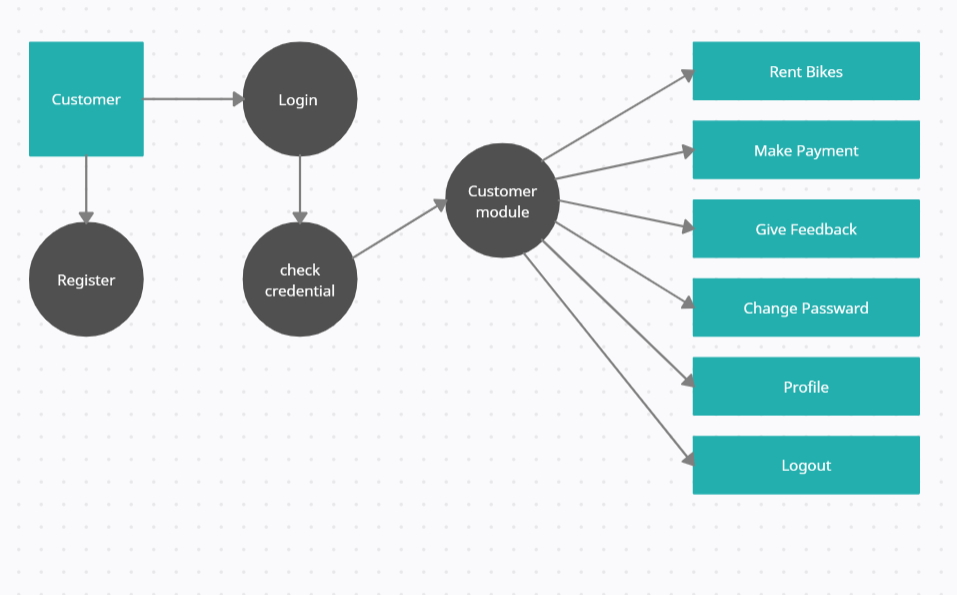 Customer
Login
Register
check
credential
Customer
module
Rent Bikes
Make Payment
Give Feedback
Change Passward
Profile
Logout